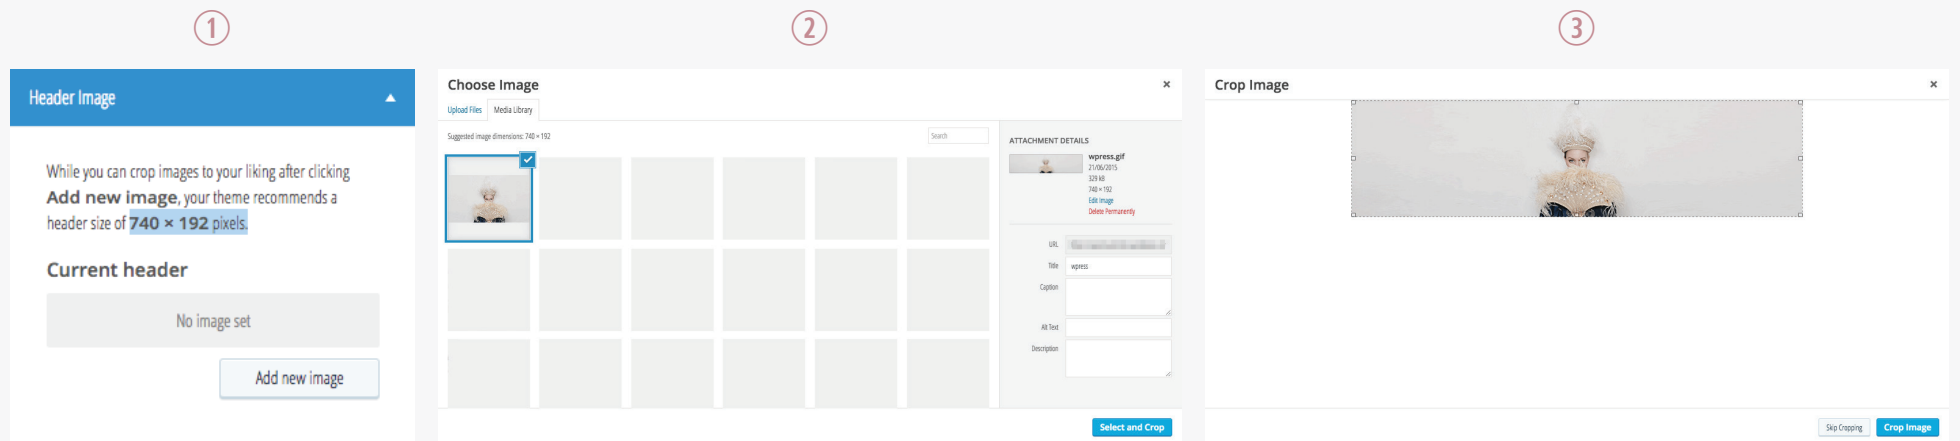 1
2
3
Header Image
While you can crop images to your liking after clicking
Add new image, your theme recommends a
header size of 740 × 192 pixels.
Current header
No image set
Add new image
Choose Image
×
Upload Files
Media Library
Suggested image dimensions: 740 × 192
Search
ATTACHMENT DETAILS
wpress.gif
21/06/2015
329 kB
740 × 192
Edit Image
Delete Permanently
URL
Title
wpress
Caption
Alt Text
Description
Select and Crop
Crop Image
×
Skip Cropping
Crop Image